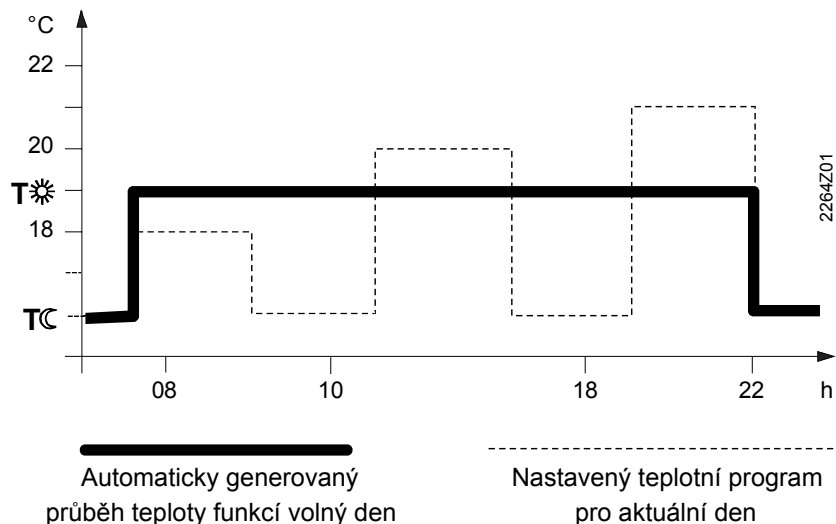 °C
22
20
T☼
18
T☾
08 10 18 22 h
2264Z01
Automaticky generovaný
průběh teploty funkcí volný den
Nastavený teplotní program
pro aktuální den